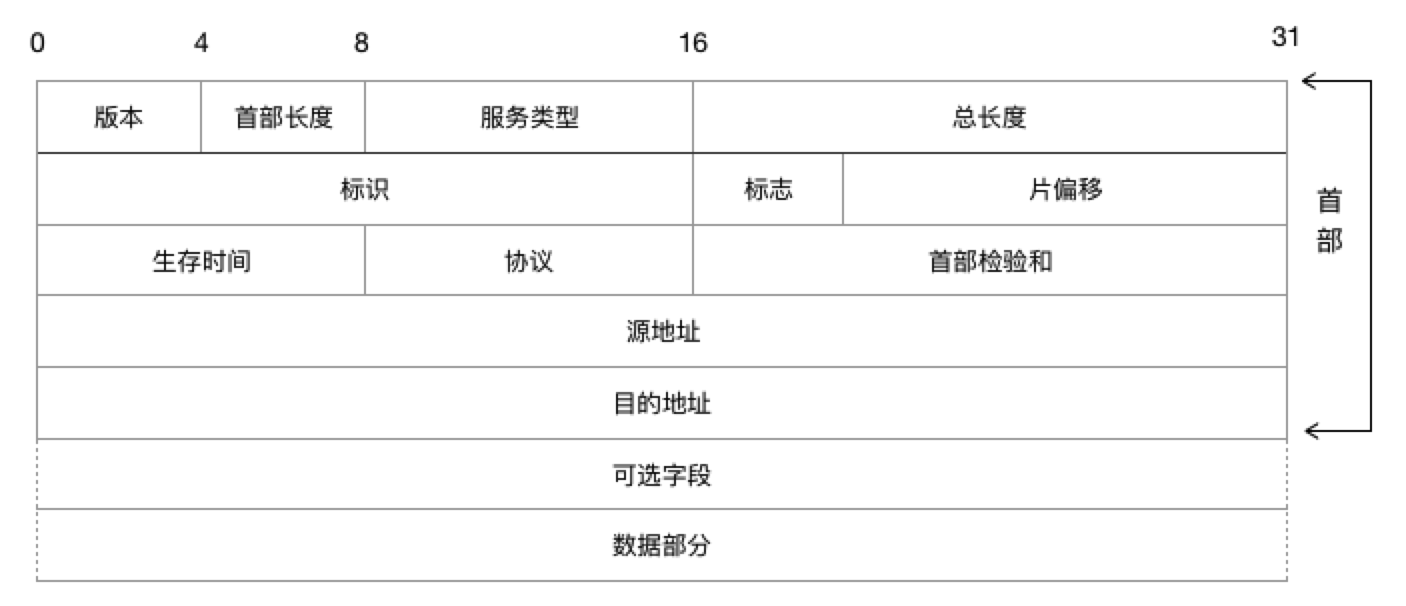 0 4 8 16 31
版本 首部长度 服务类型 总长度
标识 标志 片偏移
生存时间 协议 首部检验和
源地址
目的地址
可选字段
数据部分
首
部